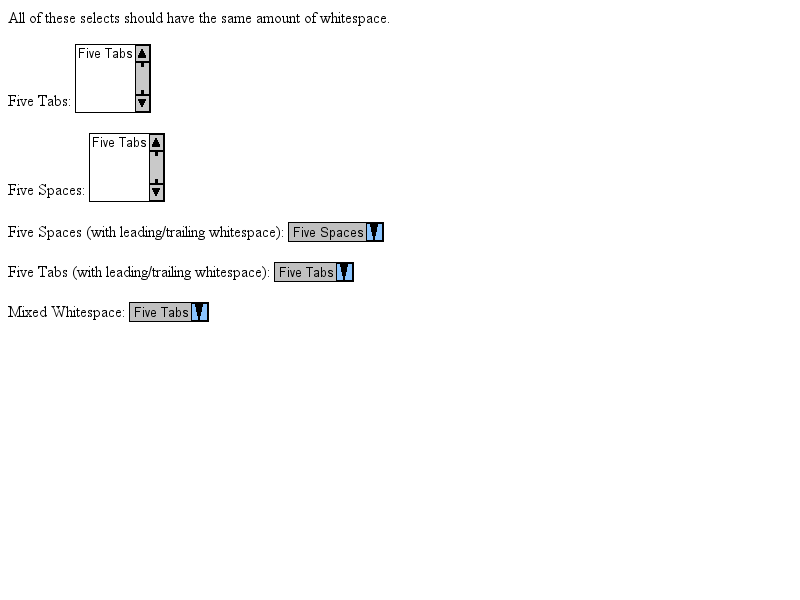 All of these selects should have the same amount of whitespace.
Five Tabs
Five Tabs:
Five Tabs
Five Spaces:
Five Spaces (with leading/trailing whitespace): Five Spaces
Five Tabs (with leading/trailing whitespace): Five Tabs
Mixed Whitespace: Five Tabs